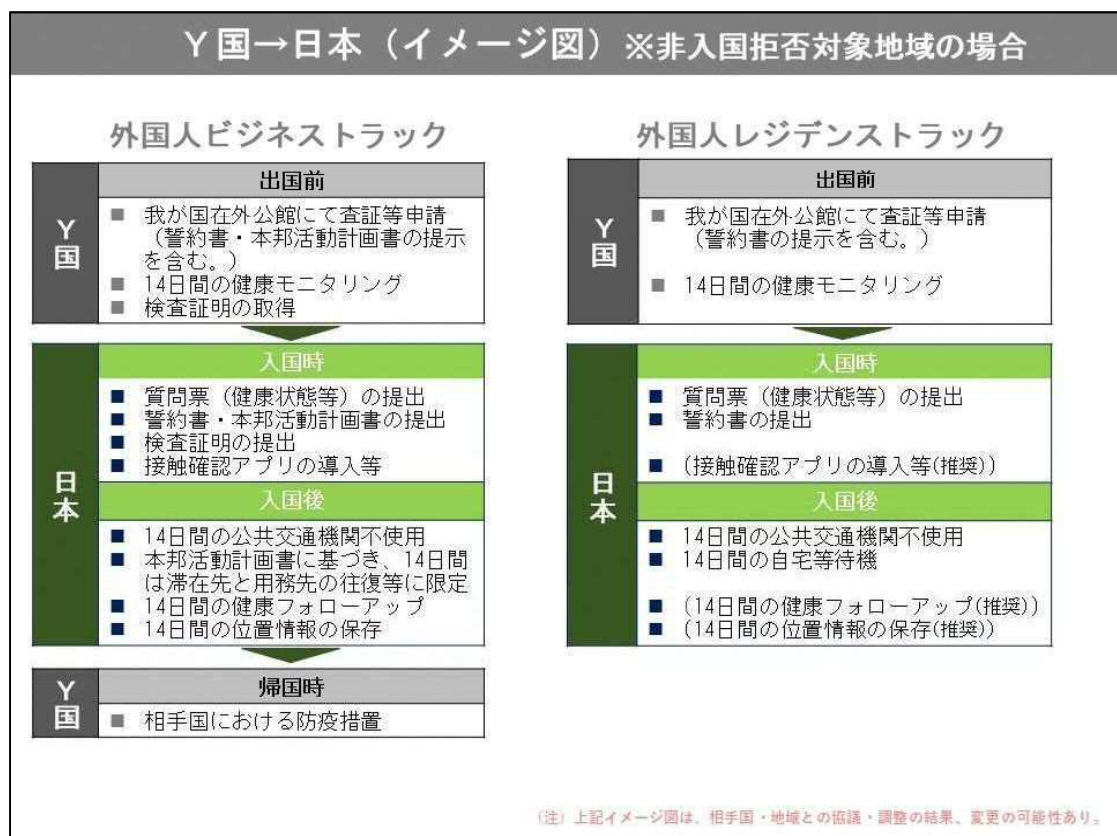 Y国→日本（イメージ図）※非入国拒否対象地域の場合
外国人ビジネストラック
Y国
出国前
■ 我が国在外公館にて査証等申請
（誓約書・本邦活動計画書の提示
を含む。）
■ 14日間の健康モニタリング
■ 検査証明の取得
日本
入国時
■ 質問票（健康状態等）の提出
■ 誓約書・本邦活動計画書の提出
■ 検査証明の提出
■ 接触確認アプリの導入等
入国後
■ 14日間の公共交通機関不使用
■ 本邦活動計画書に基づき、14日間
は滞在先と用務先の往復等に限定
■ 14日間の健康フォローアップ
■ 14日間の位置情報の保存
Y国
帰国時
■ 相手国における防疫措置
外国人レジデンストラック
Y国
出国前
■ 我が国在外公館にて査証等申請
（誓約書の提示を含む。）
■ 14日間の健康モニタリング
日本
入国時
■ 質問票（健康状態等）の提出
■ 誓約書の提出
■ (接触確認アプリの導入等(推奨))
入国後
■ 14日間の公共交通機関不使用
■ 14日間の自宅等待機
■ (14日間の健康フォローアップ(推奨))
■ (14日間の位置情報の保存(推奨))
（注）上記イメージ図は、相手国・地域との協議・調整の結果、変更の可能性あり。